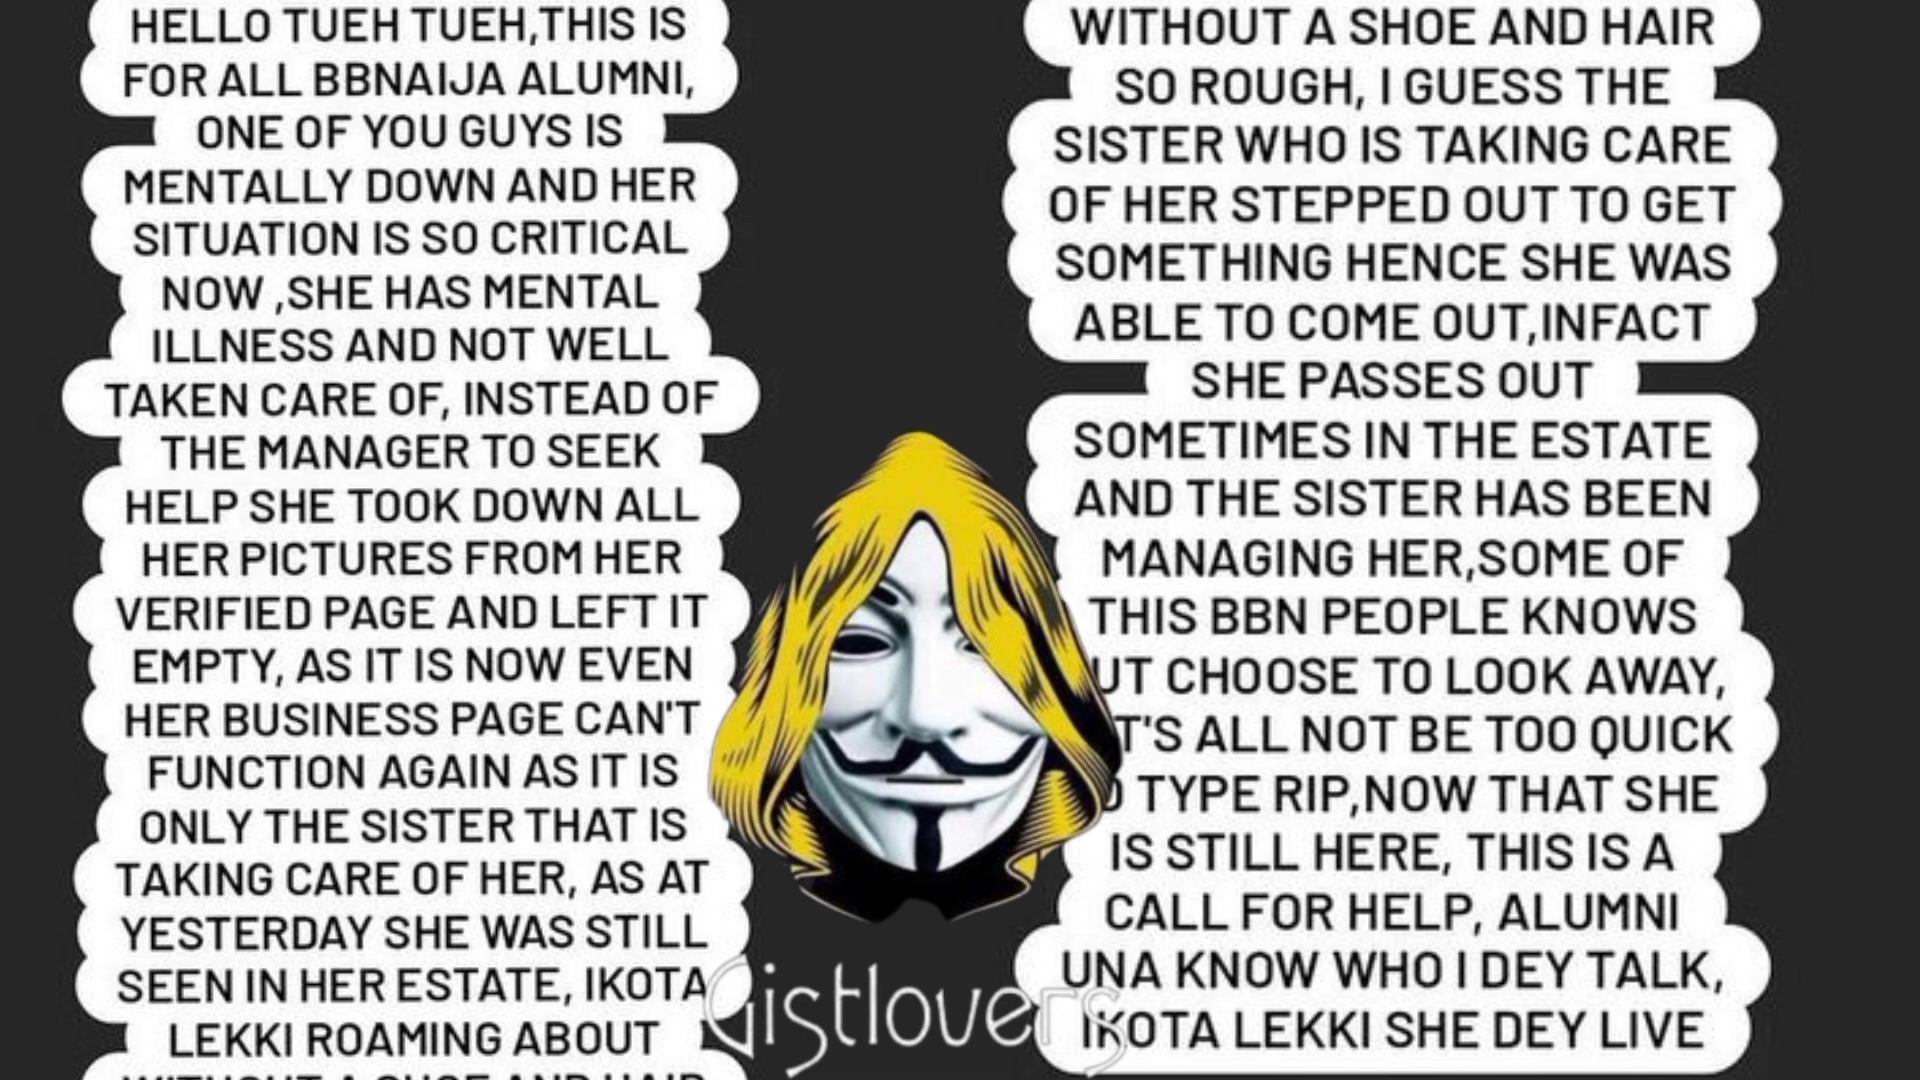 HELLO TUEH TUEH,THIS IS
FOR ALL BBNAIJA ALUMNI,
ONE OF YOU GUYS IS
MENTALLY DOWN AND HER
SITUATION IS SO CRITICAL
NOW ,SHE HAS MENTAL
ILLNESS AND NOT WELL
TAKEN CARE OF, INSTEAD OF
THE MANAGER TO SEEK
HELP SHE TOOK DOWN ALL
HER PICTURES FROM HER
VERIFIED PAGE AND LEFT IT
EMPTY, AS IT IS NOW EVEN
HER BUSINESS PAGE CAN'T
FUNCTION AGAIN AS IT IS
ONLY THE SISTER THAT IS
TAKING CARE OF HER, AS AT
YESTERDAY SHE WAS STILL
SEEN IN HER ESTATE, IKOTA
LEKKI ROAMING ABOUT
WITHOUT A SHOE AND HAIR
WITHOUT A SHOE AND HAIR
SO ROUGH, I GUESS THE
SISTER WHO IS TAKING CARE
OF HER STEPPED OUT TO GET
SOMETHING HENCE SHE WAS
ABLE TO COME OUT,INFACT
SHE PASSES OUT
SOMETIMES IN THE ESTATE
AND THE SISTER HAS BEEN
MANAGING HER,SOME OF
THIS BBN PEOPLE KNOWS
UT CHOOSE TO LOOK AWAY,
T'S ALL NOT BE TOO QUICK
O TYPE RIP,NOW THAT SHE
IS STILL HERE, THIS IS A
CALL FOR HELP, ALUMNI
UNA KNOW WHO I DEY TALK,
IKOTA LEKKI SHE DEY LIVE
Gistlovers